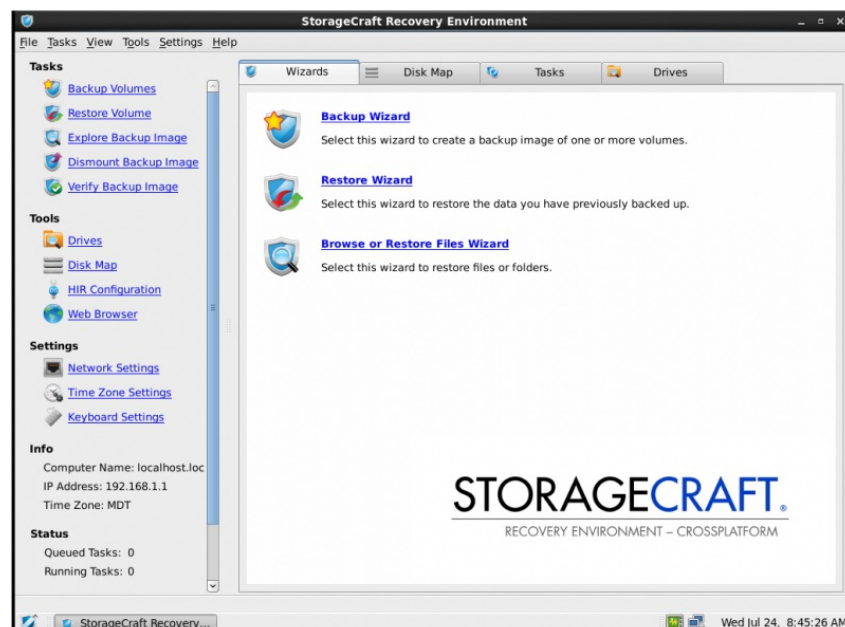 StorageCraft Recovery Environment
File Tasks View Tools Settings Help
Tasks
Backup Volumes
Restore Volume
Explore Backup Image
Dismount Backup Image
Verify Backup Image
Tools
Drives
Disk Map
HIR Configuration
Web Browser
Settings
Network Settings
Time Zone Settings
Keyboard Settings
Info
Computer Name: localhost.loc
IP Address: 192.168.1.1
Time Zone: MDT
Status
Queued Tasks: 0
Running Tasks: 0
Wizards Disk Map Tasks Drives
Backup Wizard
Select this wizard to create a backup image of one or more volumes.
Restore Wizard
Select this wizard to restore the data you have previously backed up.
Browse or Restore Files Wizard
Select this wizard to restore files or folders.
STORAGECRAFT®
RECOVERY ENVIRONMENT – CROSSPLATFORM
StorageCraft Recovery...
Wed Jul 24, 8:45:26 AM